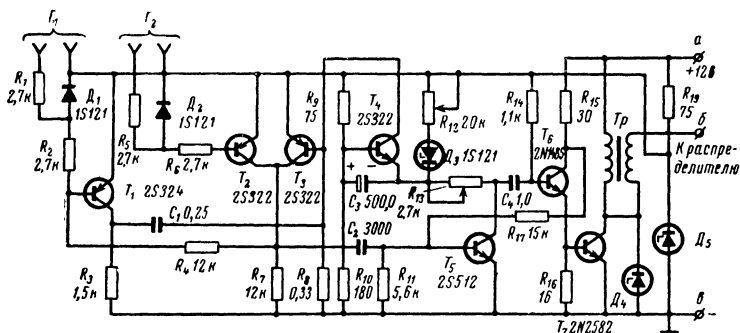 Г1
Г2
R1
2,7к
Д1
1S121
R5
2,7к
Д2
1S121
R6 2,7к
R2
2,7к
T1 2S324
T2
2S322
T3
2S322
R9
75
T4
2S322
R12 20к
Д3 1S121
R13
2,7к
R14
1,1к
C4 1,0
T6
R15
30
Тр
R19
75
а
+12в
б
К распре-
делителю
C1 0,25
C3 500,0
+ -
C2 3000
R17 15к
R3
1,5к
R4 12к
R7
12к
R8
0,33
R10
180
R11
5,6к
T5
2S512
R16
16
Д4
Д5
в
-
T7 2N2582